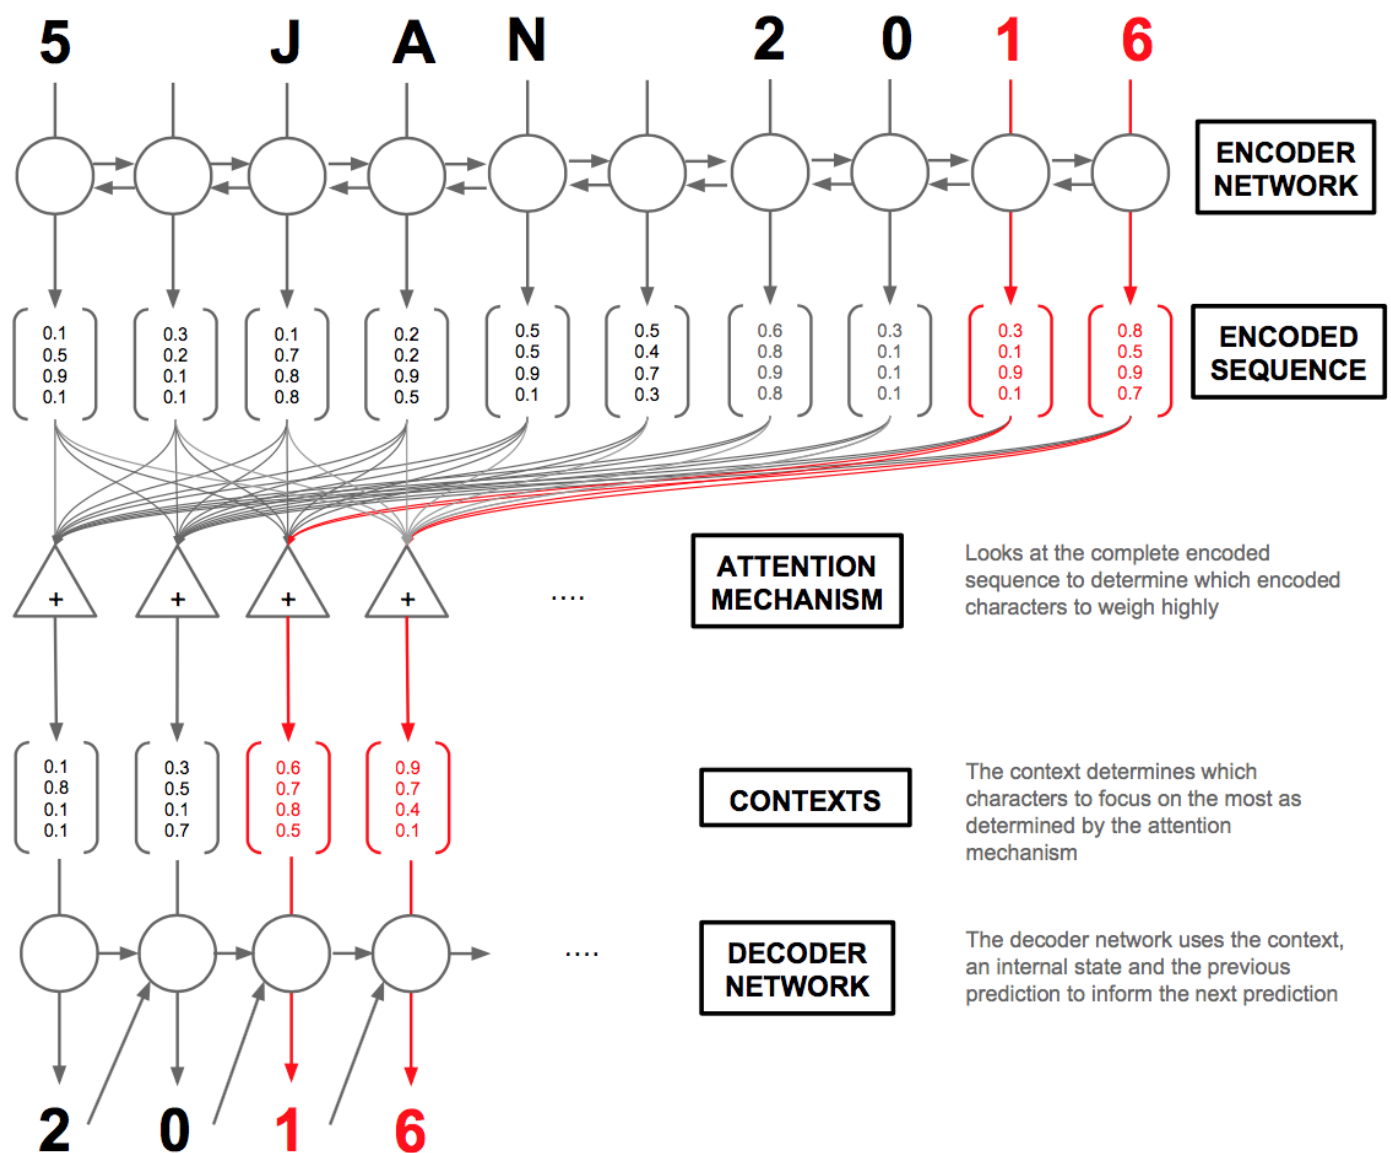 5 J A N 2 0 1 6
ENCODER
NETWORK
0.1 0.3 0.1 0.2 0.5 0.5 0.6 0.3 0.3 0.8
0.5 0.2 0.7 0.2 0.5 0.4 0.8 0.1 0.1 0.5
0.9 0.1 0.8 0.9 0.9 0.7 0.9 0.1 0.9 0.9
0.1 0.1 0.8 0.5 0.1 0.3 0.8 0.1 0.1 0.7
ENCODED
SEQUENCE
+ + + + ....
ATTENTION
MECHANISM
Looks at the complete encoded
sequence to determine which encoded
characters to weigh highly
0.1 0.3 0.6 0.9
0.8 0.5 0.7 0.7
0.1 0.1 0.8 0.4
0.1 0.7 0.5 0.1
CONTEXTS
The context determines which
characters to focus on the most as
determined by the attention
mechanism
....
DECODER
NETWORK
The decoder network uses the context,
an internal state and the previous
prediction to inform the next prediction
2 0 1 6